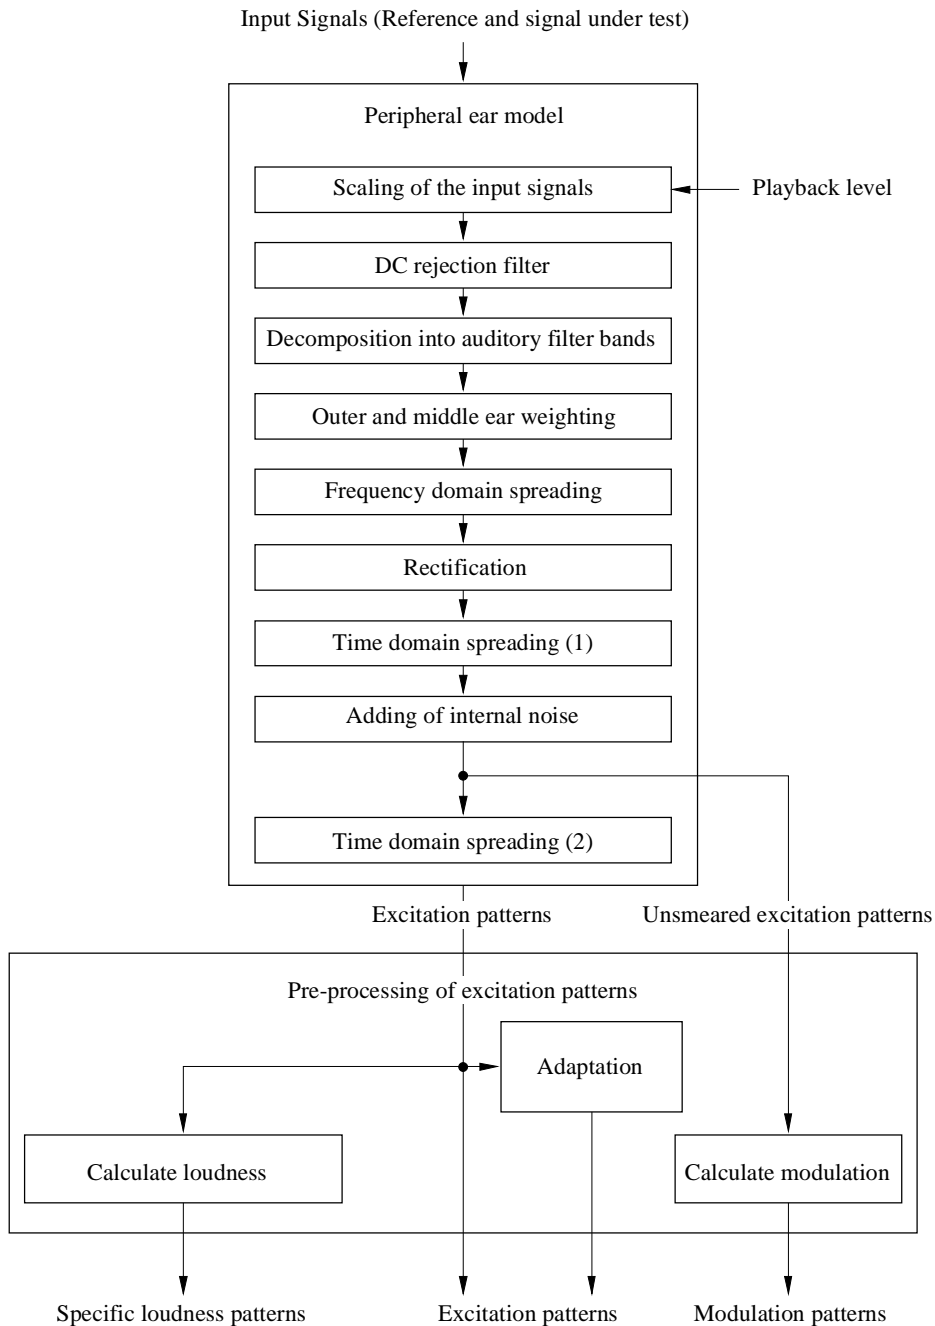 Input Signals (Reference and signal under test)
Peripheral ear model
Scaling of the input signals
Playback level
DC rejection filter
Decomposition into auditory filter bands
Outer and middle ear weighting
Frequency domain spreading
Rectification
Time domain spreading (1)
Adding of internal noise
Time domain spreading (2)
Excitation patterns
Unsmeared excitation patterns
Pre-processing of excitation patterns
Adaptation
Calculate loudness
Calculate modulation
Specific loudness patterns
Excitation patterns
Modulation patterns